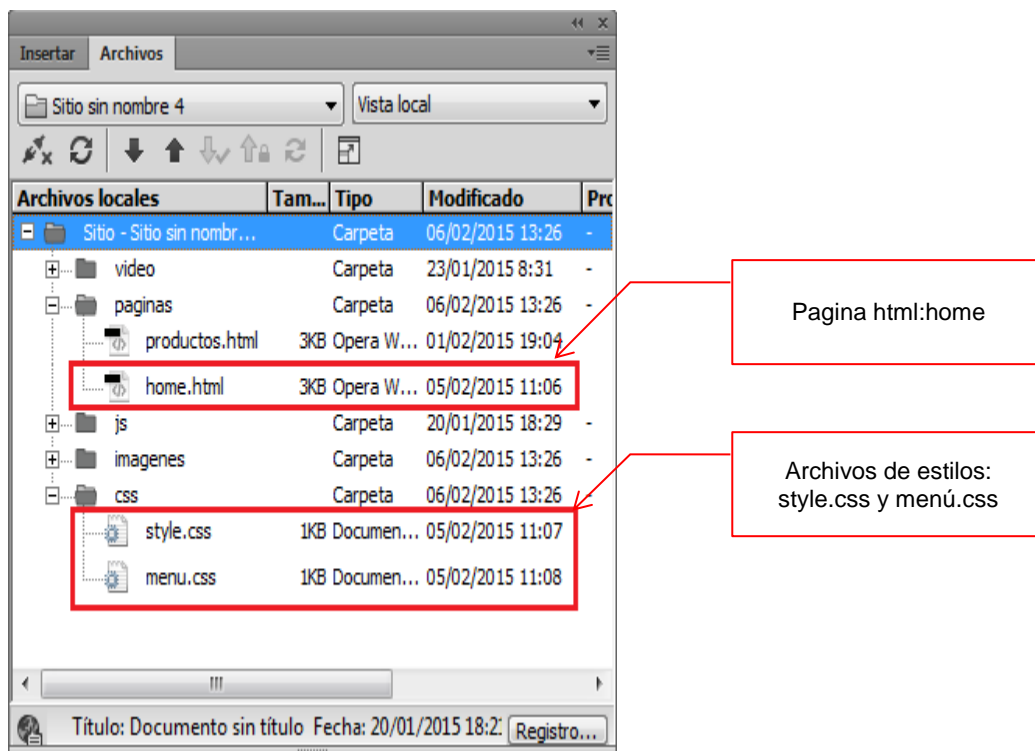 Insertar Archivos
Sitio sin nombre 4 Vista local
Archivos locales Tam... Tipo Modificado Pro
Sitio - Sitio sin nombr... Carpeta 06/02/2015 13:26 -
video Carpeta 23/01/2015 8:31 -
paginas Carpeta 06/02/2015 13:26 -
productos.html 3KB Opera W... 01/02/2015 19:04
home.html 3KB Opera W... 05/02/2015 11:06
js Carpeta 20/01/2015 18:29 -
imagenes Carpeta 06/02/2015 13:26 -
css Carpeta 06/02/2015 13:26 -
style.css 1KB Documen... 05/02/2015 11:07
menu.css 1KB Documen... 05/02/2015 11:08
Título: Documento sin título Fecha: 20/01/2015 18:2 Registro...
Pagina html:home
Archivos de estilos:
style.css y menú.css